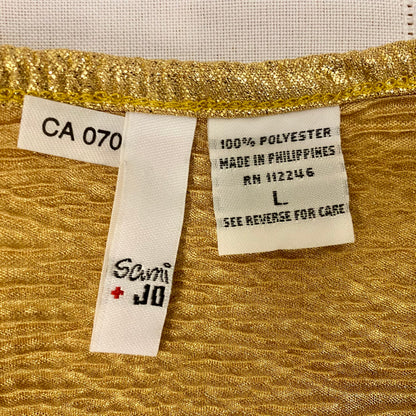 CA 070
Sami
+ JO
100% POLYESTER
MADE IN PHILIPPINES
RN 112246
L
SEE REVERSE FOR CARE